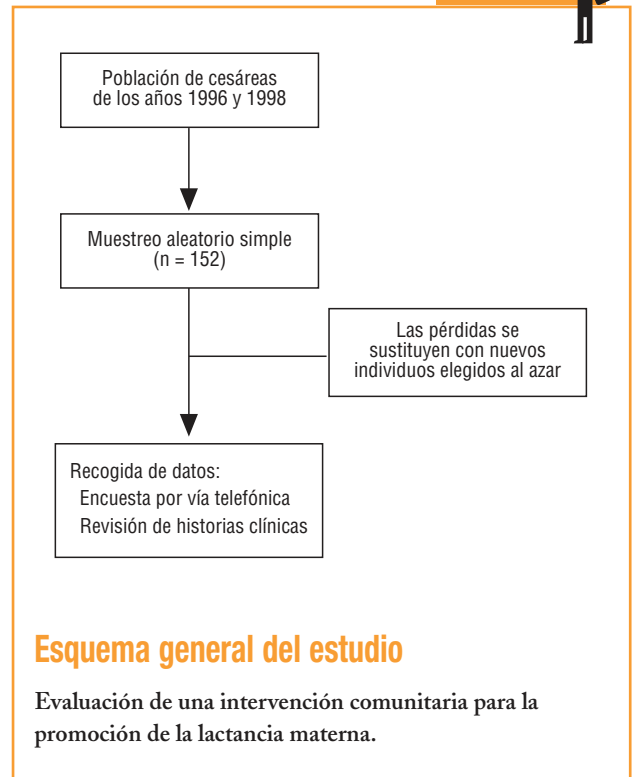 Población de cesáreas
de los años 1996 y 1998
Muestreo aleatorio simple
(n = 152)
Las pérdidas se
sustituyen con nuevos
individuos elegidos al azar
Recogida de datos:
Encuesta por vía telefónica
Revisión de historias clínicas
Esquema general del estudio
Evaluación de una intervención comunitaria para la
promoción de la lactancia materna.